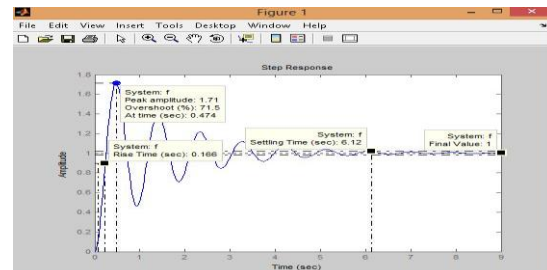 Figure 1
File Edit View Insert Tools Desktop Window Help
Step Response
System: f
Peak amplitude: 1.71
Overshoot (%): 71.5
At time (sec): 0.474
System: f
Rise Time (sec): 0.166
System: f
Settling Time (sec): 6.12
System: f
Final Value: 1
Amplitude
1.8
1.6
1.4
1.2
1
0.8
0.6
0.4
0.2
0
0 1 2 3 4 5 6 7 8 9
Time (sec)